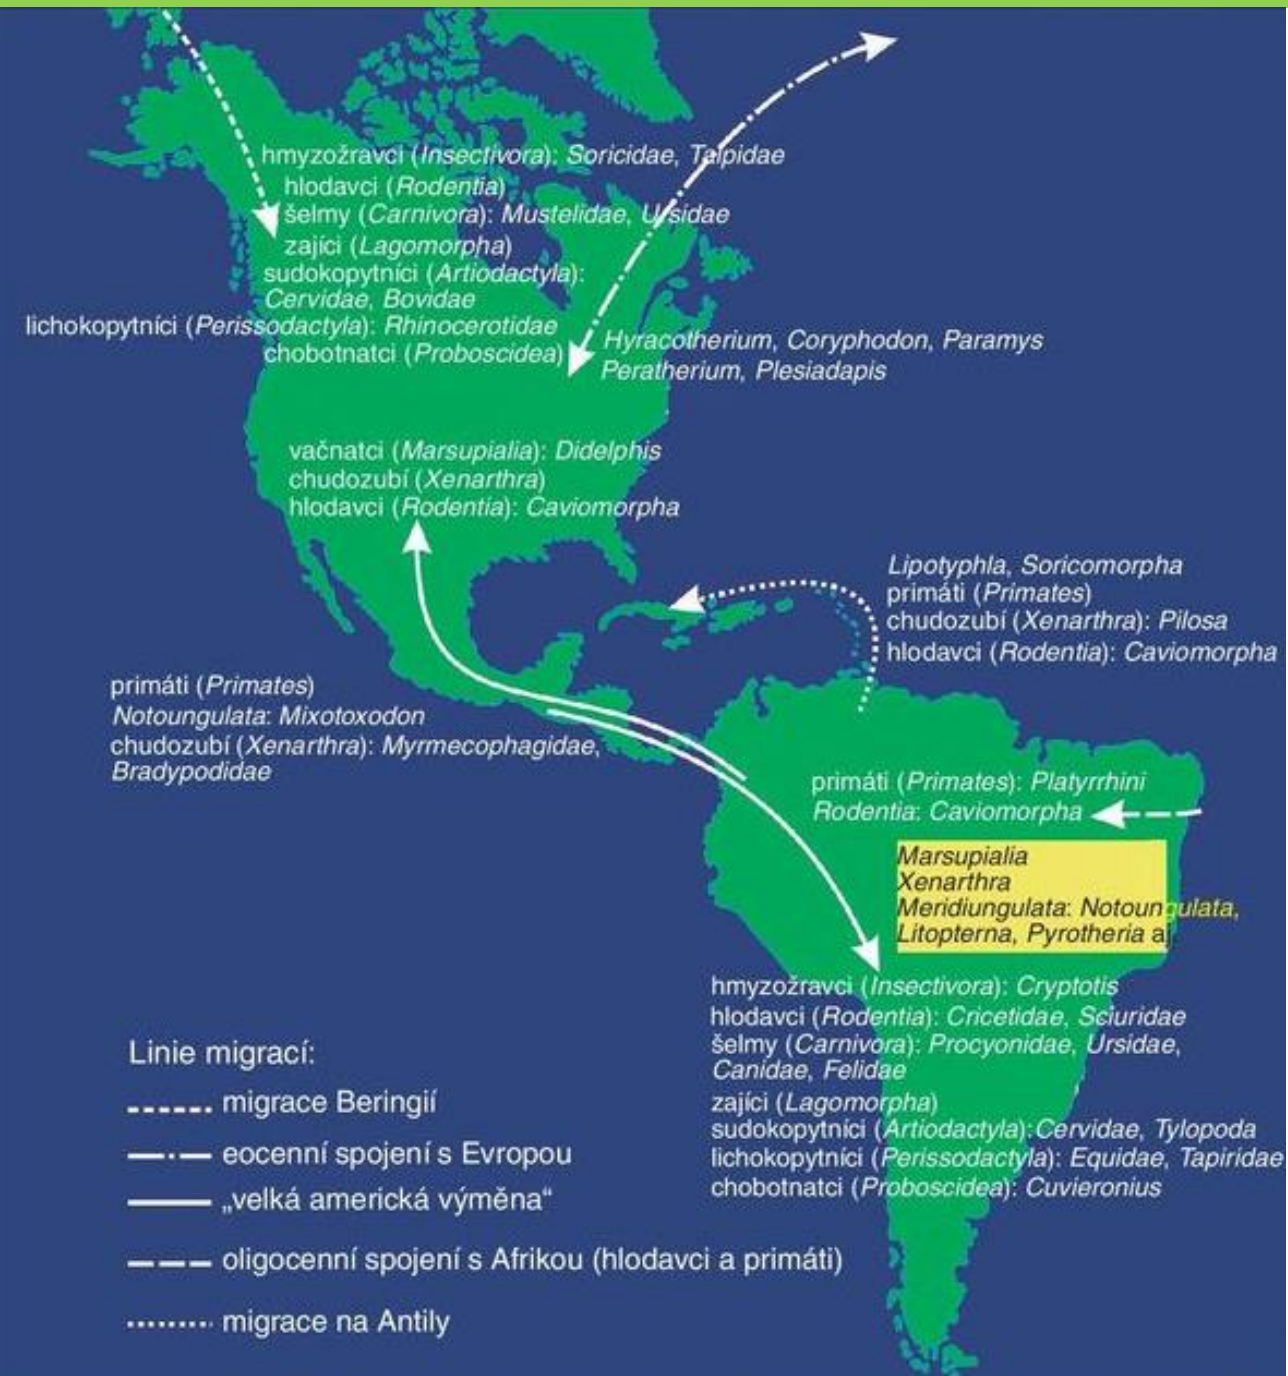 hmyzožravci (Insectivora): Soricidae, Talpidae
hlodavci (Rodentia)
šelmy (Carnivora): Mustelidae, Ursidae
zajíci (Lagomorpha)
sudokopytníci (Artiodactyla):
Cervidae, Bovidae
lichokopytníci (Perissodactyla): Rhinocerotidae
chobotnatci (Proboscidea)
Hyracotherium, Coryphodon, Paramys
Peratherium, Plesiadapis
vačnatci (Marsupialia): Didelphis
chudozubí (Xenarthra)
hlodavci (Rodentia): Caviomorpha
Lipotyphla, Soricomorpha
primáti (Primates)
chudozubí (Xenarthra): Pilosa
hlodavci (Rodentia): Caviomorpha
primáti (Primates)
Notoungulata: Mixotoxodon
chudozubí (Xenarthra): Myrmecophagidae,
Bradypodidae
primáti (Primates): Platyrrhini
Rodentia: Caviomorpha
Marsupialia
Xenarthra
Meridiungulata: Notoungulata,
Litopterna, Pyrotheria aj.
hmyzožravci (Insectivora): Cryptotis
hlodavci (Rodentia): Cricetidae, Sciuridae
šelmy (Carnivora): Procyonidae, Ursidae,
Canidae, Felidae
zajíci (Lagomorpha)
sudokopytníci (Artiodactyla): Cervidae, Tylopoda
lichokopytníci (Perissodactyla): Equidae, Tapiridae
chobotnatci (Proboscidea): Cuvieronius
Linie migrací:
migrace Beringií
eocenní spojení s Evropou
„velká americká výměna“
oligocenní spojení s Afrikou (hlodavci a primáti)
migrace na Antily